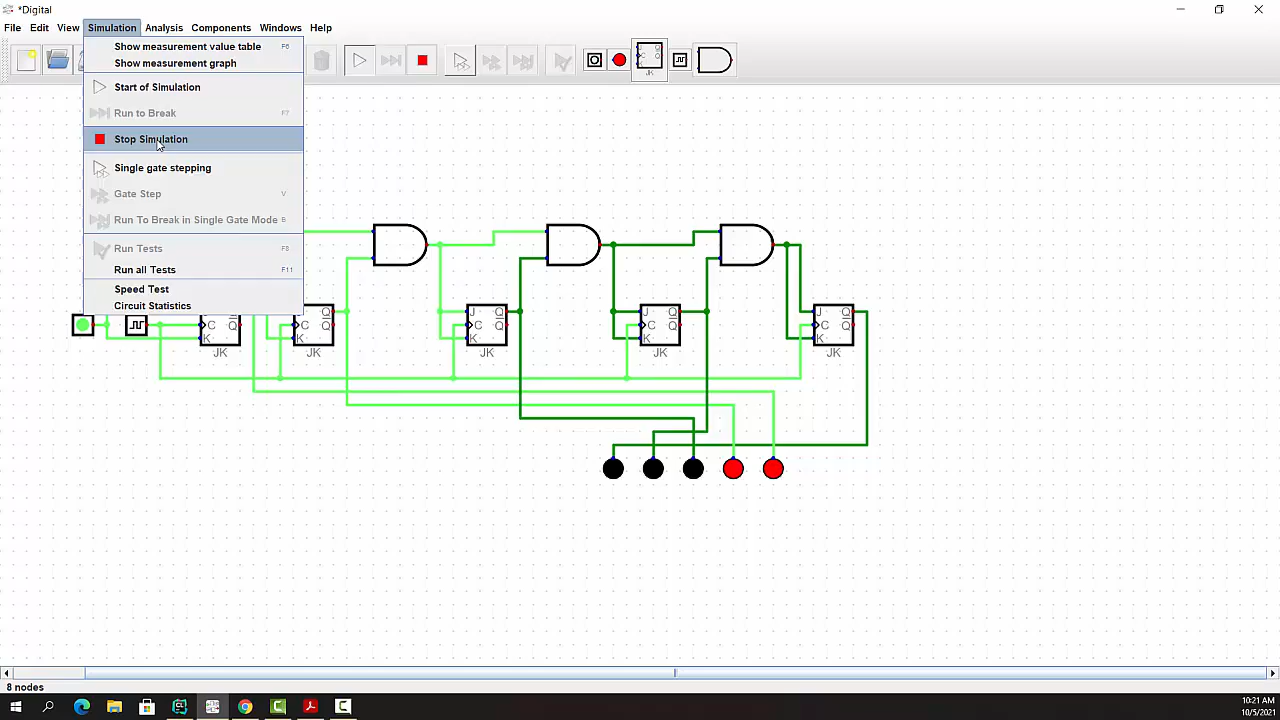 *Digital
File Edit View Simulation Analysis Components Windows Help
Show measurement value table F6
Show measurement graph
Start of Simulation
Run to Break F7
Stop Simulation
Single gate stepping
Gate Step V
Run To Break in Single Gate Mode B
Run Tests F8
Run all Tests F11
Speed Test
Circuit Statistics
JK
C Q K
JK
C Q K
JK
J Q C Q K
JK
J Q C Q K
JK
J Q C Q K
JK
8 nodes
10:21 AM
10/5/2021